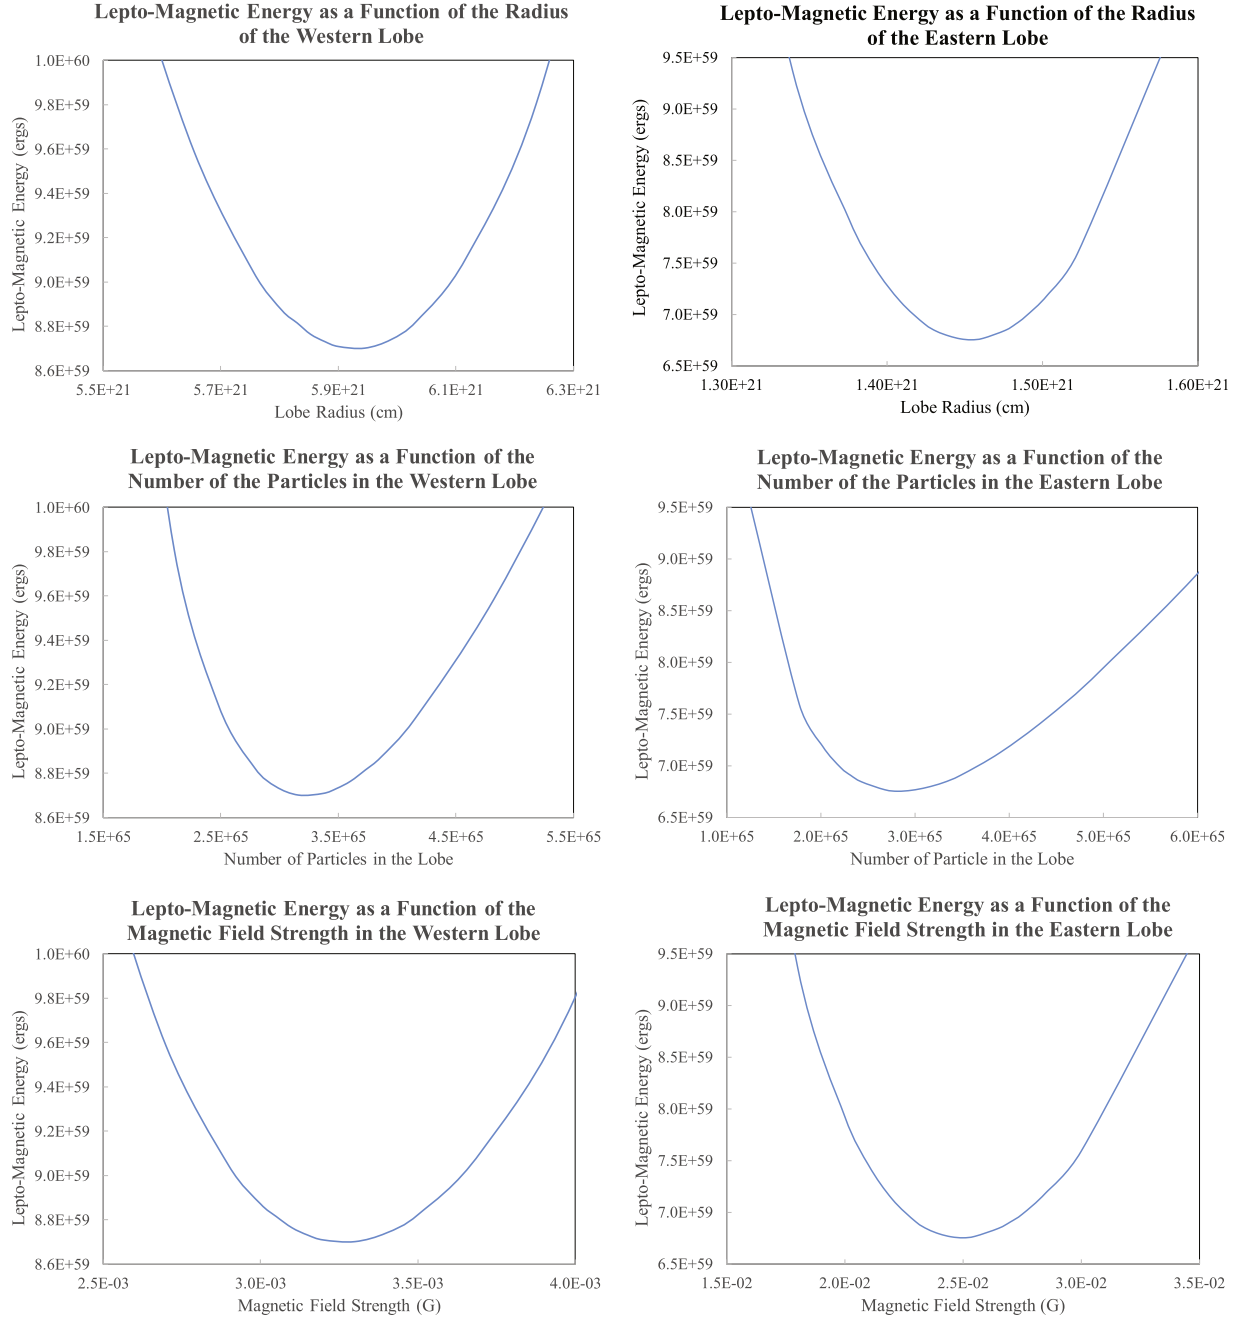 Lepto-Magnetic Energy as a Function of the Radius
of the Western Lobe
Lepto-Magnetic Energy (ergs)
1.0E+60
9.8E+59
9.6E+59
9.4E+59
9.2E+59
9.0E+59
8.8E+59
8.6E+59
5.5E+21 5.7E+21 5.9E+21 6.1E+21 6.3E+21
Lobe Radius (cm)
Lepto-Magnetic Energy as a Function of the Radius
of the Eastern Lobe
Lepto-Magnetic Energy (ergs)
9.5E+59
9.0E+59
8.5E+59
8.0E+59
7.5E+59
7.0E+59
6.5E+59
1.30E+21 1.40E+21 1.50E+21 1.60E+21
Lobe Radius (cm)
Lepto-Magnetic Energy as a Function of the
Number of the Particles in the Western Lobe
Lepto-Magnetic Energy (ergs)
1.0E+60
9.8E+59
9.6E+59
9.4E+59
9.2E+59
9.0E+59
8.8E+59
8.6E+59
1.5E+65 2.5E+65 3.5E+65 4.5E+65 5.5E+65
Number of Particles in the Lobe
Lepto-Magnetic Energy as a Function of the
Number of the Particles in the Eastern Lobe
Lepto-Magnetic Energy (ergs)
9.5E+59
9.0E+59
8.5E+59
8.0E+59
7.5E+59
7.0E+59
6.5E+59
1.0E+65 2.0E+65 3.0E+65 4.0E+65 5.0E+65 6.0E+65
Number of Particle in the Lobe
Lepto-Magnetic Energy as a Function of the
Magnetic Field Strength in the Western Lobe
Lepto-Magnetic Energy (ergs)
1.0E+60
9.8E+59
9.6E+59
9.4E+59
9.2E+59
9.0E+59
8.8E+59
8.6E+59
2.5E-03 3.0E-03 3.5E-03 4.0E-03
Magnetic Field Strength (G)
Lepto-Magnetic Energy as a Function of the
Magnetic Field Strength in the Eastern Lobe
Lepto-Magnetic Energy (ergs)
9.5E+59
9.0E+59
8.5E+59
8.0E+59
7.5E+59
7.0E+59
6.5E+59
1.5E-02 2.0E-02 2.5E-02 3.0E-02 3.5E-02
Magnetic Field Strength (G)